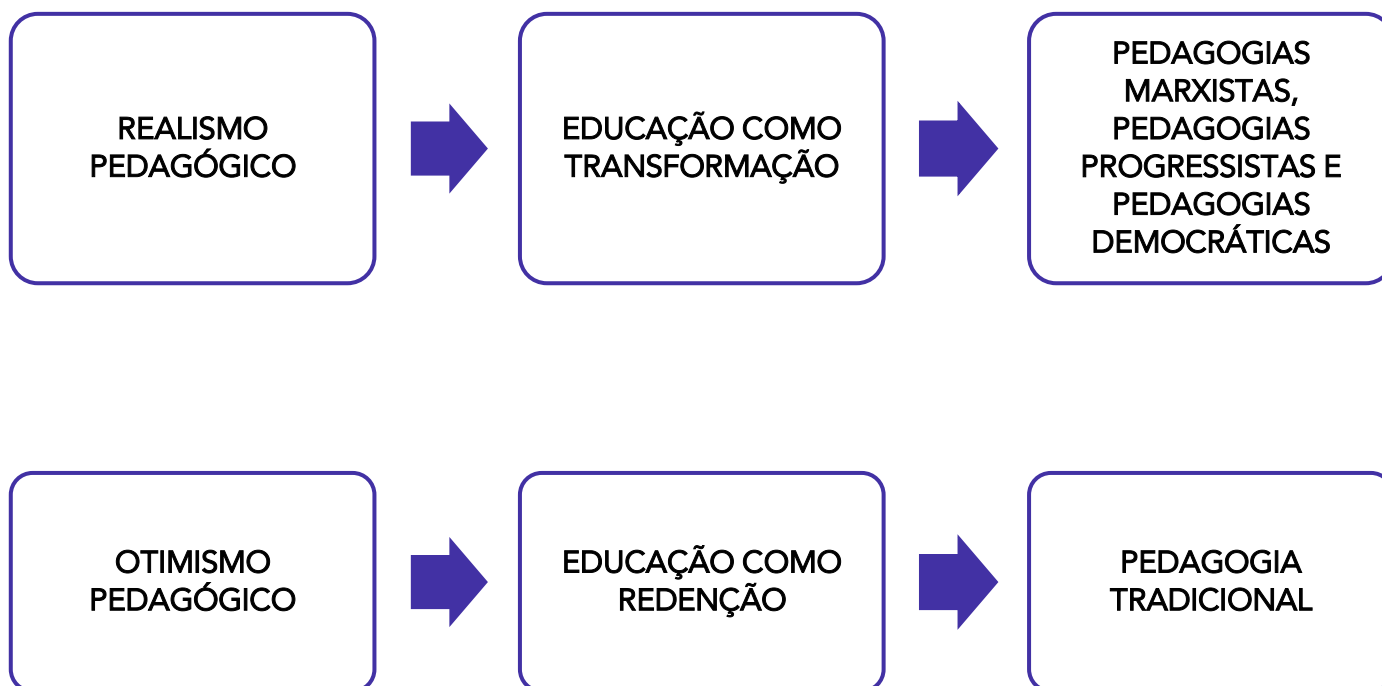 REALISMO
PEDAGÓGICO
EDUCAÇÃO COMO
TRANSFORMAÇÃO
PEDAGOGIAS
MARXISTAS,
PEDAGOGIAS
PROGRESSISTAS E
PEDAGOGIAS
DEMOCRÁTICAS
OTIMISMO
PEDAGÓGICO
EDUCAÇÃO COMO
REDENÇÃO
PEDAGOGIA
TRADICIONAL